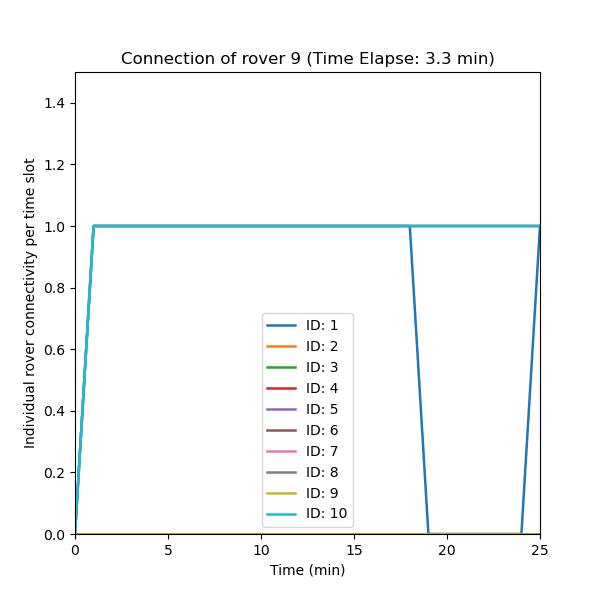 Connection of rover 9 (Time Elapse: 3.3 min)
Individual rover connectivity per time slot
1.4
1.2
1.0
0.8
0.6
0.4
0.2
0.0
ID: 1
ID: 2
ID: 3
ID: 4
ID: 5
ID: 6
ID: 7
ID: 8
ID: 9
ID: 10
0 5 10 15 20 25
Time (min)